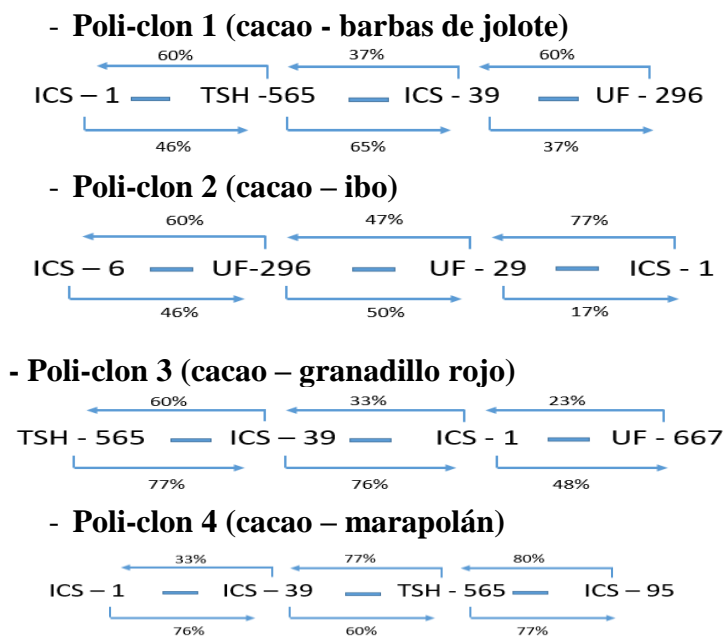 - Poli-clon 1 (cacao - barbas de jolote)
60% 37% 60%
ICS – 1 TSH -565 ICS - 39 UF - 296
46% 65% 37%
- Poli-clon 2 (cacao – ibo)
60% 47% 77%
ICS – 6 UF-296 UF - 29 ICS - 1
46% 50% 17%
- Poli-clon 3 (cacao – granadillo rojo)
60% 33% 23%
TSH - 565 ICS – 39 ICS - 1 UF - 667
77% 76% 48%
- Poli-clon 4 (cacao – marapolán)
33% 77% 80%
ICS – 1 ICS – 39 TSH - 565 ICS – 95
76% 60% 77%